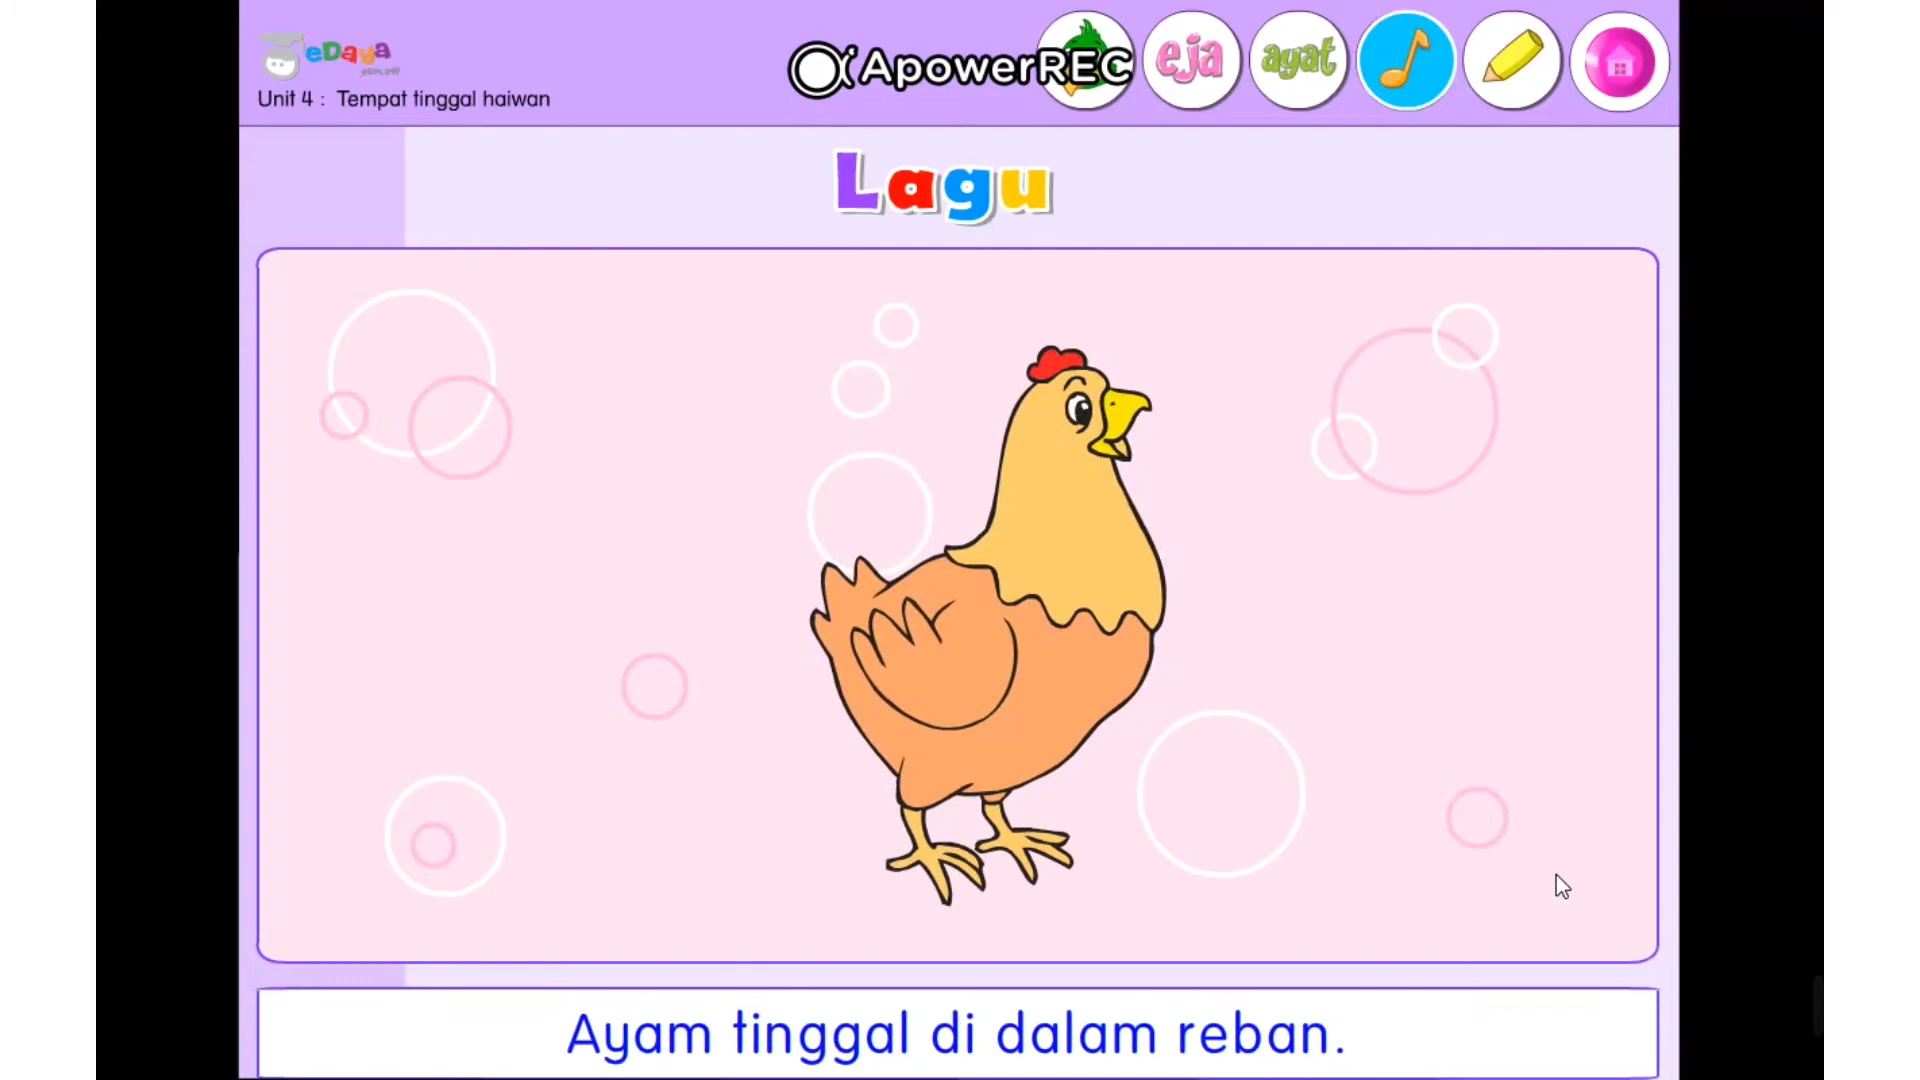 eDaya
Unit 4 : Tempat tinggal haiwan
ApowerREC
eja
ayat
Lagu
Ayam tinggal di dalam reban.